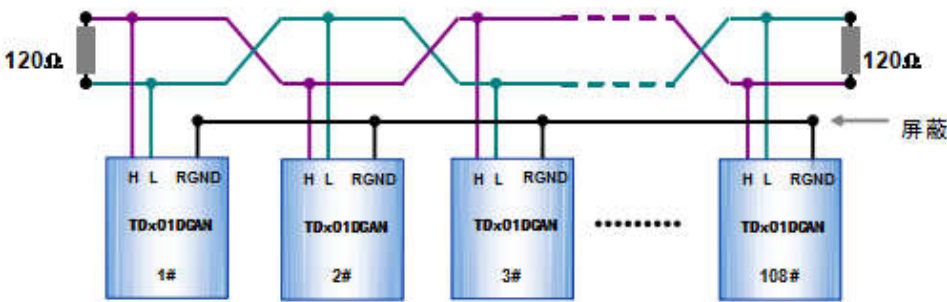 120Ω
120Ω
屏蔽
H L RGND
H L RGND
H L RGND
H L RGND
TDx01DCAN
TDx01DCAN
TDx01DCAN
TDx01DCAN
1#
2#
3#
108#